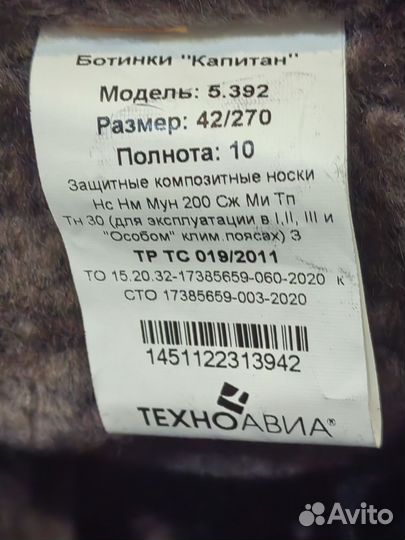 Ботинки "Капитан"
Модель: 5.392
Размер: 42/270
Полнота: 10
Защитные композитные носки
Нс Нм Мун 200 Сж Ми Тп
Тн 30 (для эксплуатации в I,II, III и
"Особом" клим.поясах) З
ТР ТС 019/2011
ТО 15.20.32-17385659-060-2020 к
СТО 17385659-003-2020
1451122313942
ТЕХНОАВИА®
Avito